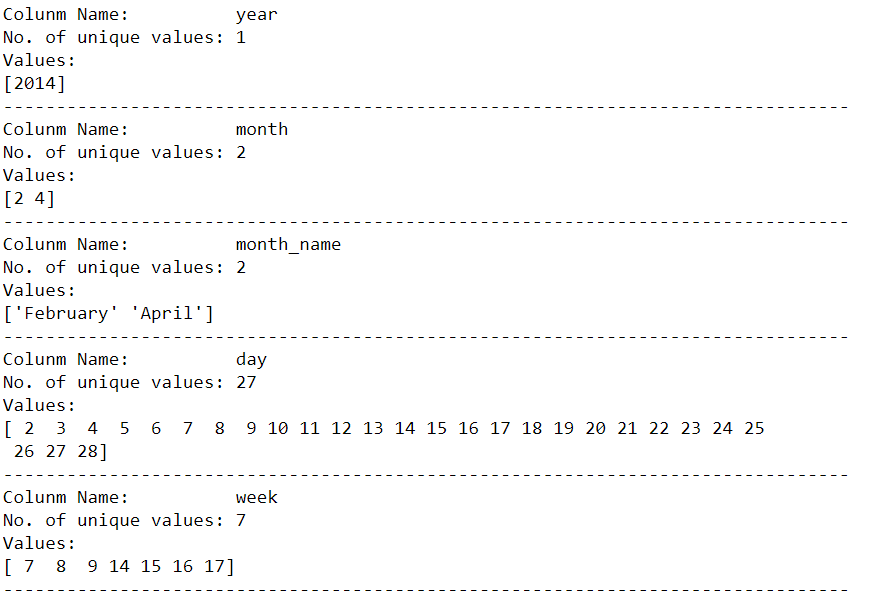 Colunm Name:          year
No. of unique values: 1
Values:
[2014]
--------------------------------------------------------------------------------
Colunm Name:          month
No. of unique values: 2
Values:
[2 4]
--------------------------------------------------------------------------------
Colunm Name:          month_name
No. of unique values: 2
Values:
['February' 'April']
--------------------------------------------------------------------------------
Colunm Name:          day
No. of unique values: 27
Values:
[ 2  3  4  5  6  7  8  9 10 11 12 13 14 15 16 17 18 19 20 21 22 23 24 25
 26 27 28]
--------------------------------------------------------------------------------
Colunm Name:          week
No. of unique values: 7
Values:
[ 7  8  9 14 15 16 17]
--------------------------------------------------------------------------------